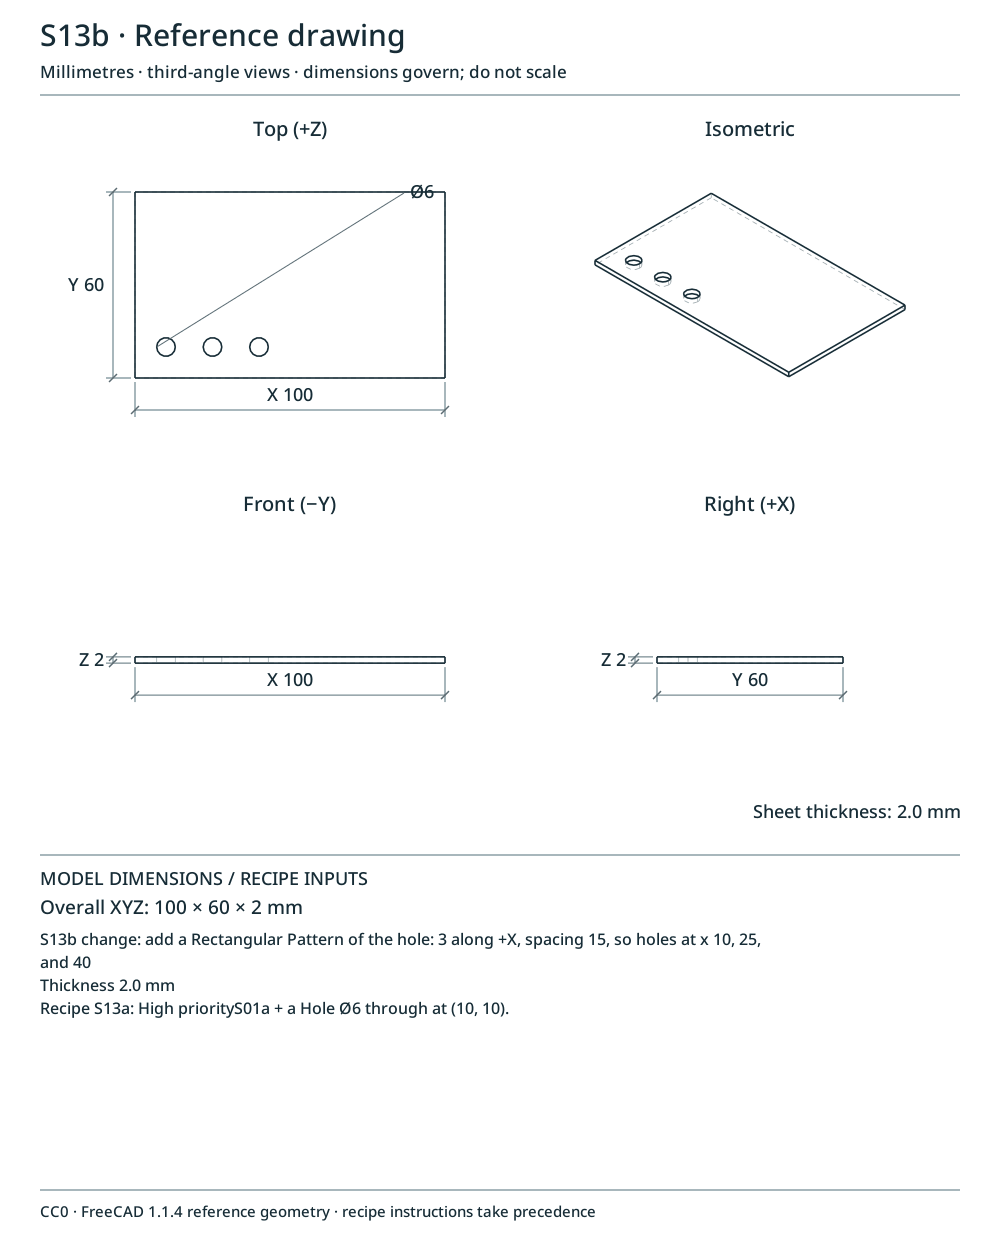 S13b · Reference drawing
Millimetres · third-angle views · dimensions govern; do not scale
Top (+Z)
Isometric
Ø6
Y 60
X 100
Front (−Y)
Right (+X)
Z 2
X 100
Z 2
Y 60
Sheet thickness: 2.0 mm
MODEL DIMENSIONS / RECIPE INPUTS
Overall XYZ: 100 × 60 × 2 mm
S13b change: add a Rectangular Pattern of the hole: 3 along +X, spacing 15, so holes at x 10, 25,
and 40
Thickness 2.0 mm
Recipe S13a: High priorityS01a + a Hole Ø6 through at (10, 10).
CC0 · FreeCAD 1.1.4 reference geometry · recipe instructions take precedence